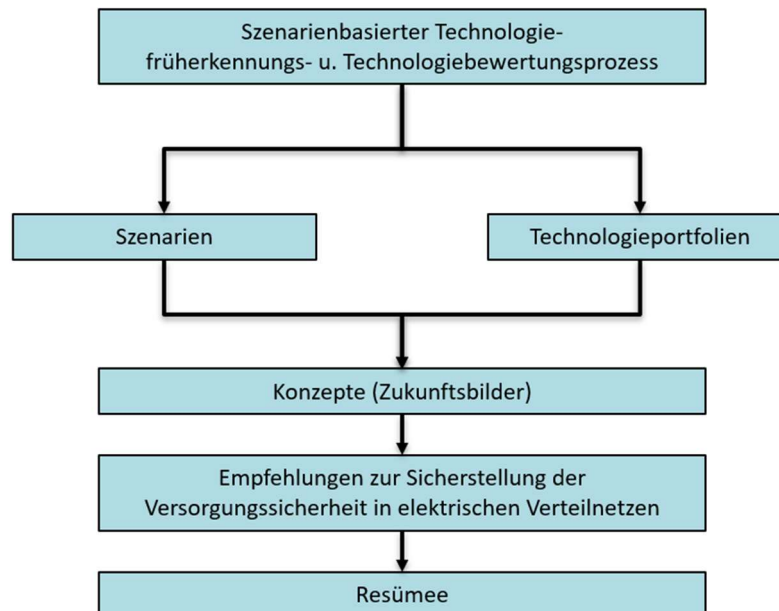 Szenarienbasierter Technologie-
früherkennungs- u. Technologiebewertungsprozess
Szenarien
Technologieportfolien
Konzepte (Zukunftsbilder)
Empfehlungen zur Sicherstellung der
Versorgungssicherheit in elektrischen Verteilnetzen
Resümee